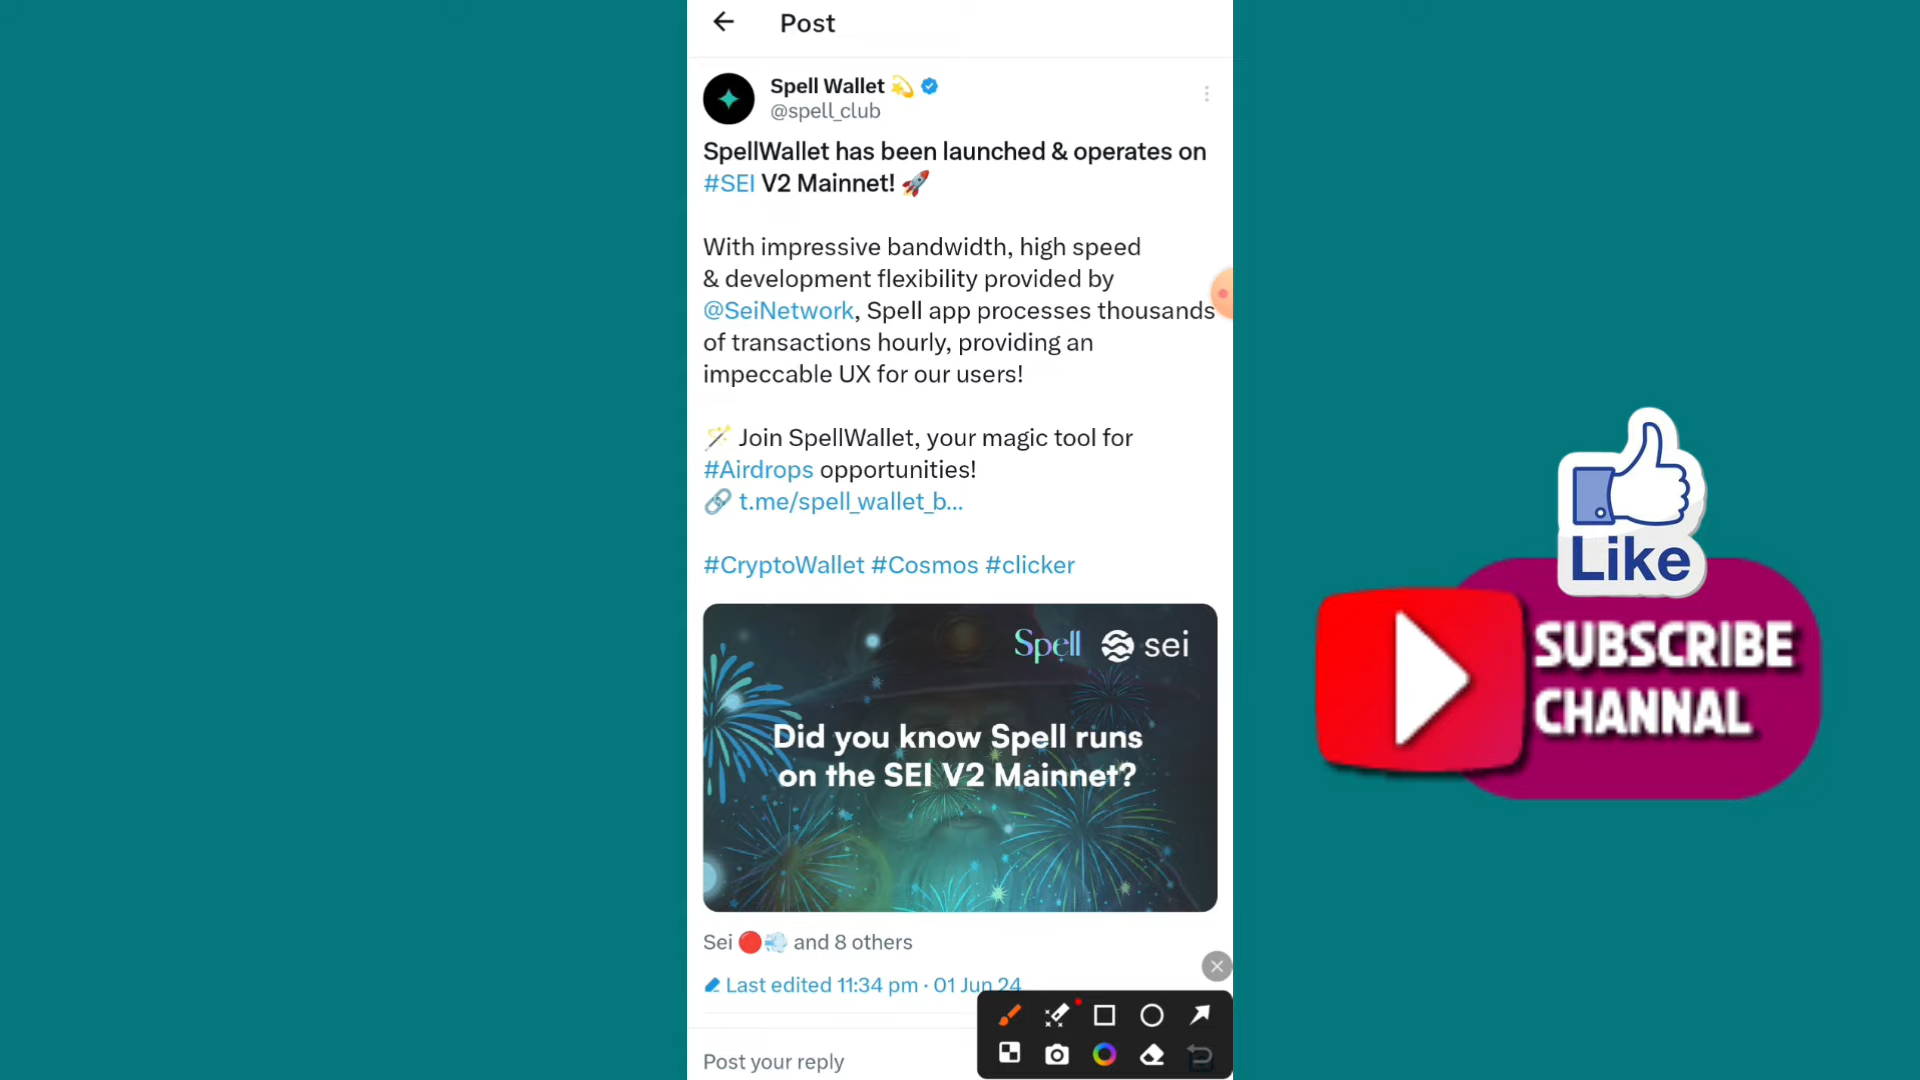 Post
Spell Wallet 💫
@spell_club
SpellWallet has been launched & operates on
#SEI V2 Mainnet! 🚀
With impressive bandwidth, high speed
& development flexibility provided by
@SeiNetwork, Spell app processes thousands
of transactions hourly, providing an
impeccable UX for our users!
🪄 Join SpellWallet, your magic tool for
#Airdrops opportunities!
🔗 t.me/spell_wallet_b...
#CryptoWallet #Cosmos #clicker
Spell sei
Did you know Spell runs
on the SEI V2 Mainnet?
Sei 🔴💨 and 8 others
Last edited 11:34 pm · 01 Jun 24
Post your reply
Like
SUBSCRIBE
CHANNAL